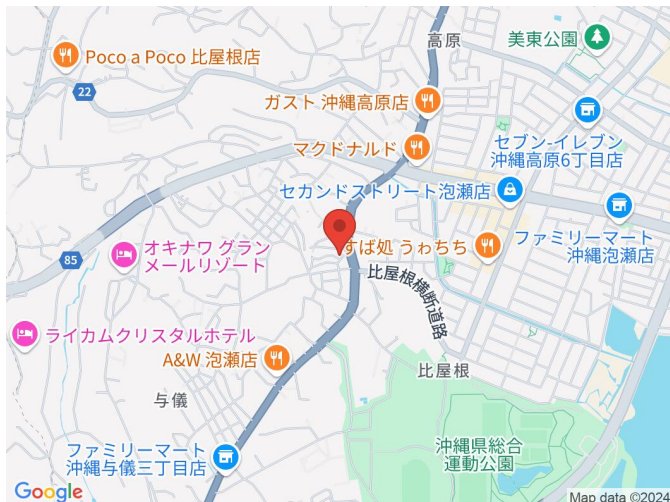 高原
美東公園
Poco a Poco 比屋根店
22
ガスト 沖縄高原店
マクドナルド
セブン-イレブン
沖縄高原6丁目店
セカンドストリート泡瀬店
ファミリーマート
沖縄泡瀬店
オキナワ グラン
メールリゾート
すば処 うゎちち
85
比屋根横断道路
ライカムクリスタルホテル
A&W 泡瀬店
比屋根
与儀
ファミリーマート
沖縄与儀三丁目店
沖縄県総合
運動公園
Google
Map data ©2024